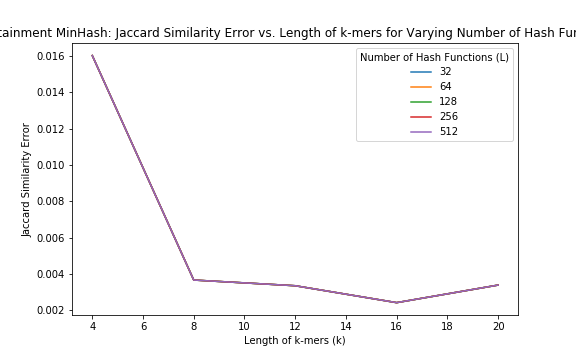 tainment MinHash: Jaccard Similarity Error vs. Length of k-mers for Varying Number of Hash Fu
Number of Hash Functions (L)
32
64
128
256
512
0.016
0.014
0.012
0.010
0.008
0.006
0.004
0.002
Jaccard Similarity Error
4 6 8 10 12 14 16 18 20
Length of k-mers (k)